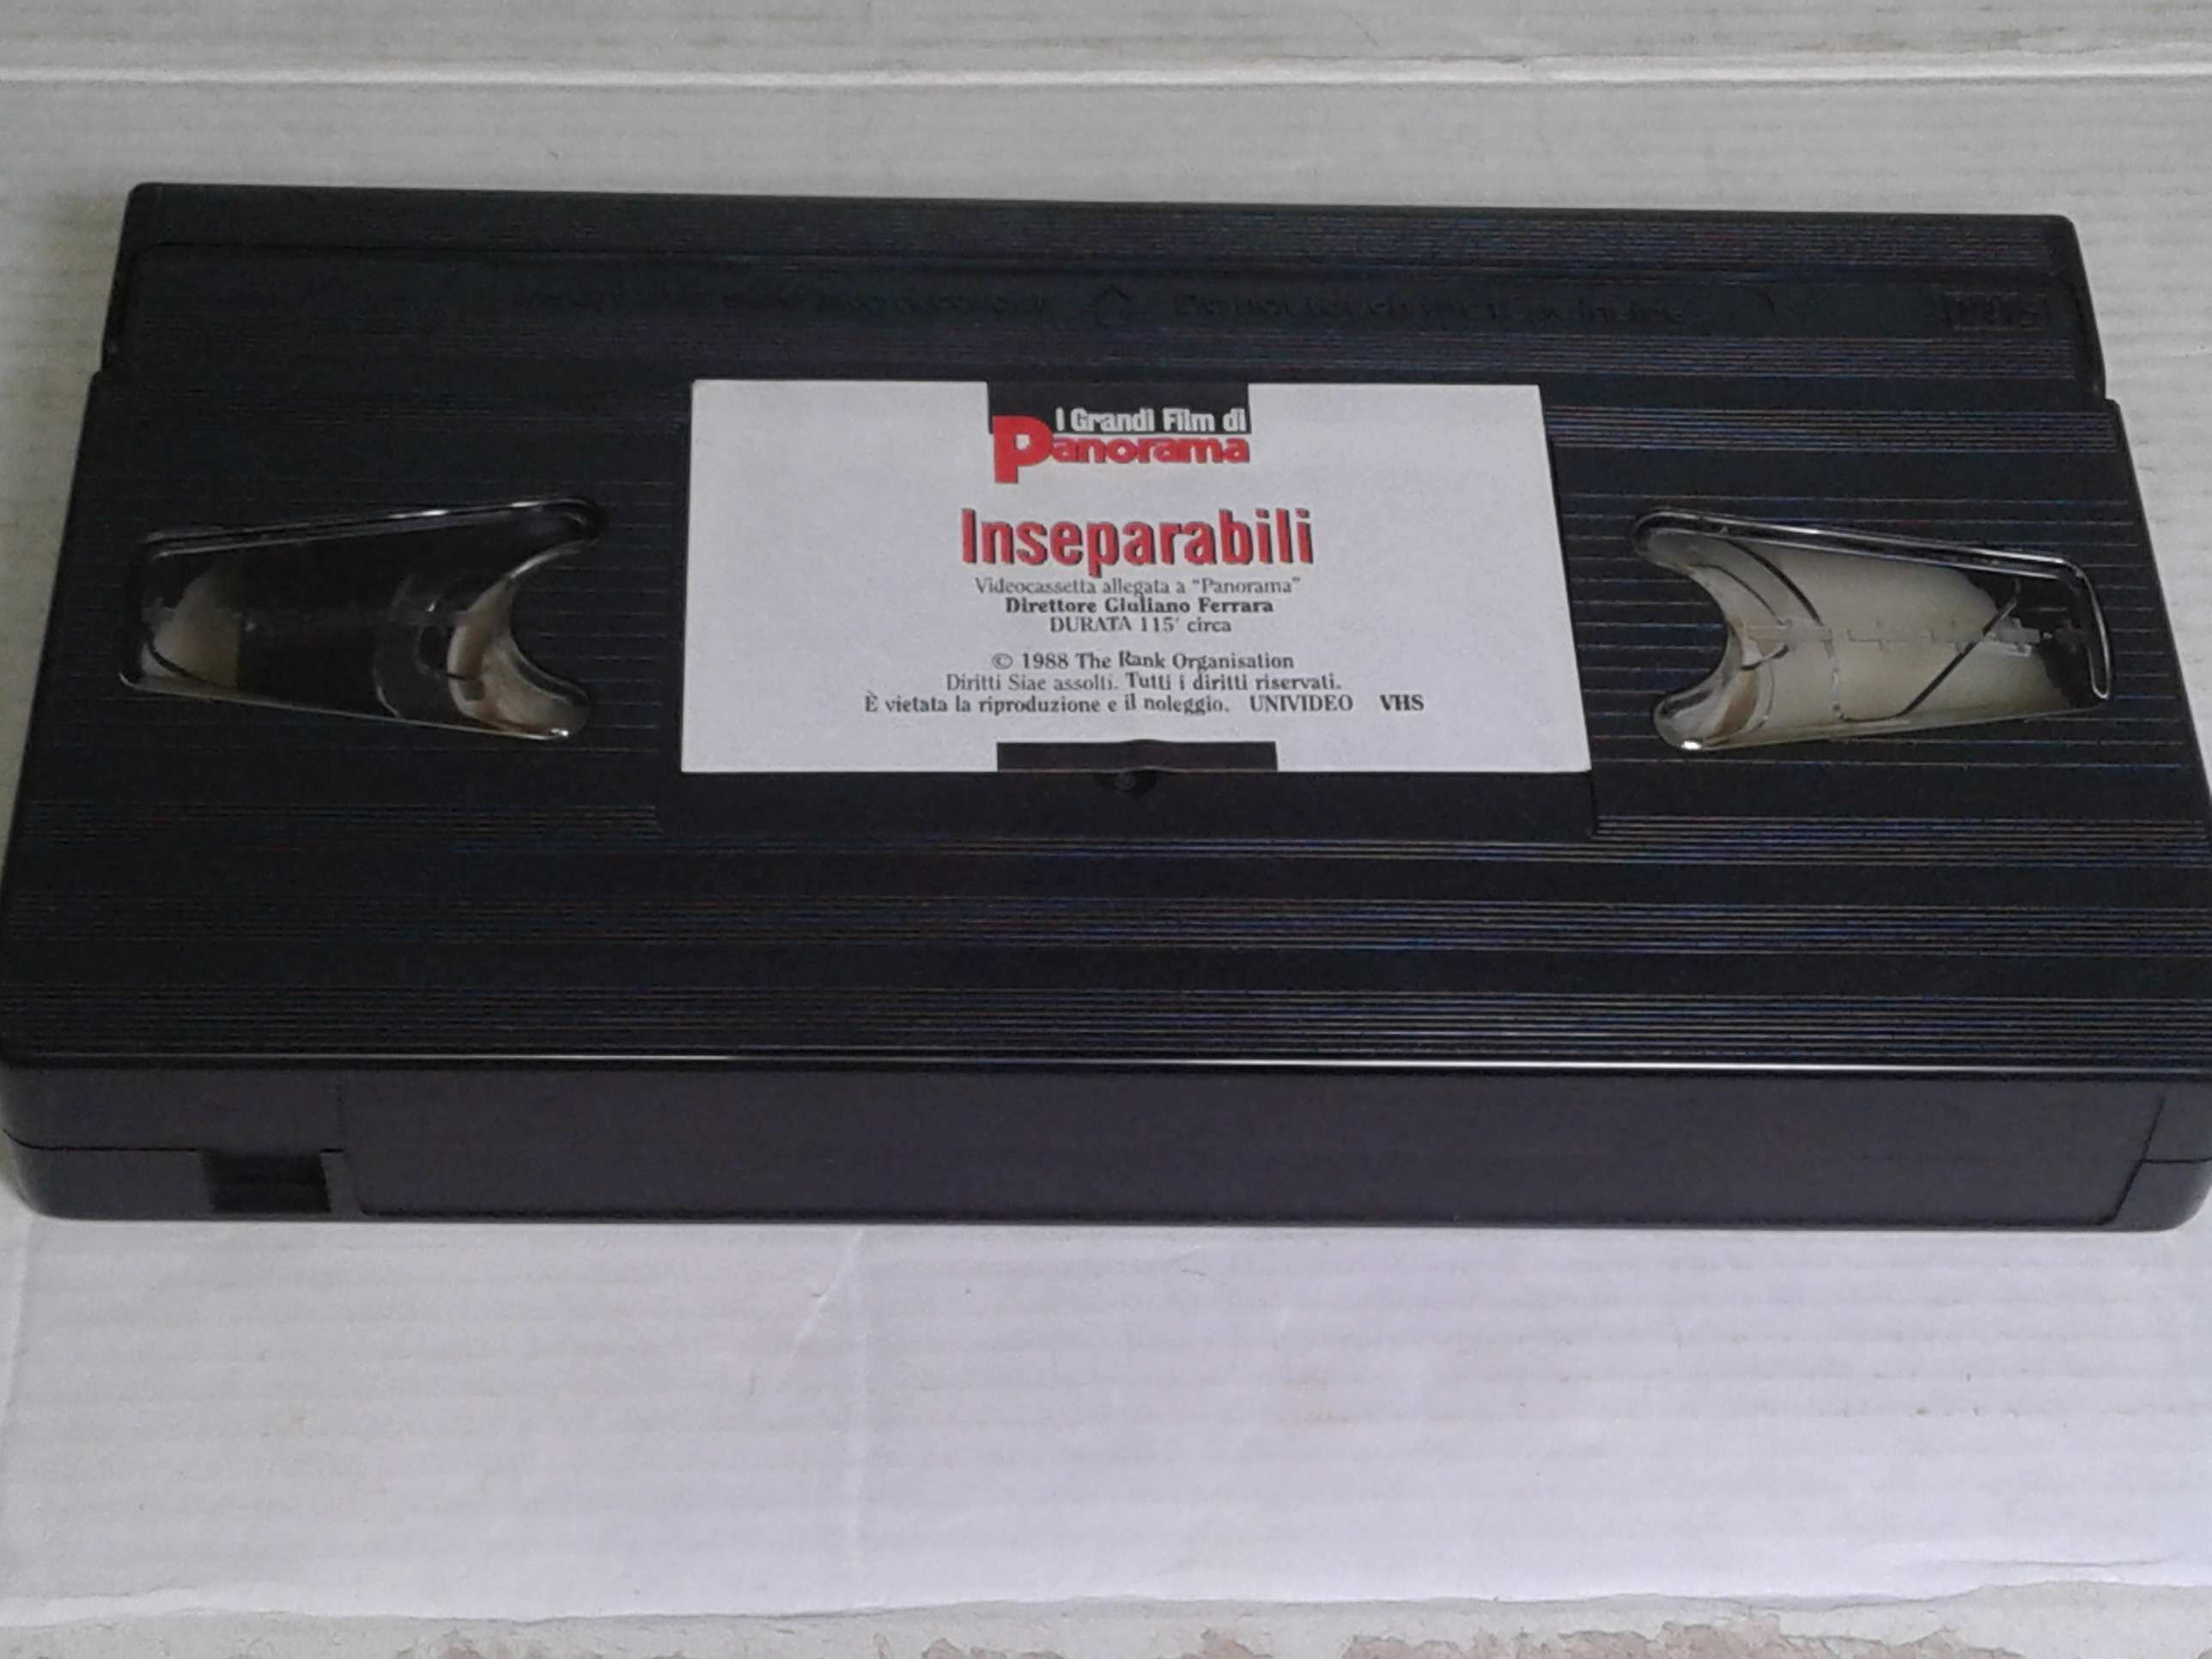 I Grandi Film di
Panorama
Inseparabili
Videocassetta allegata a "Panorama"
Direttore Giuliano Ferrara
DURATA 115' circa
© 1988 The Rank Organisation
Diritti Siae assolti. Tutti i diritti riservati.
È vietata la riproduzione e il noleggio. UNIVIDEO VHS